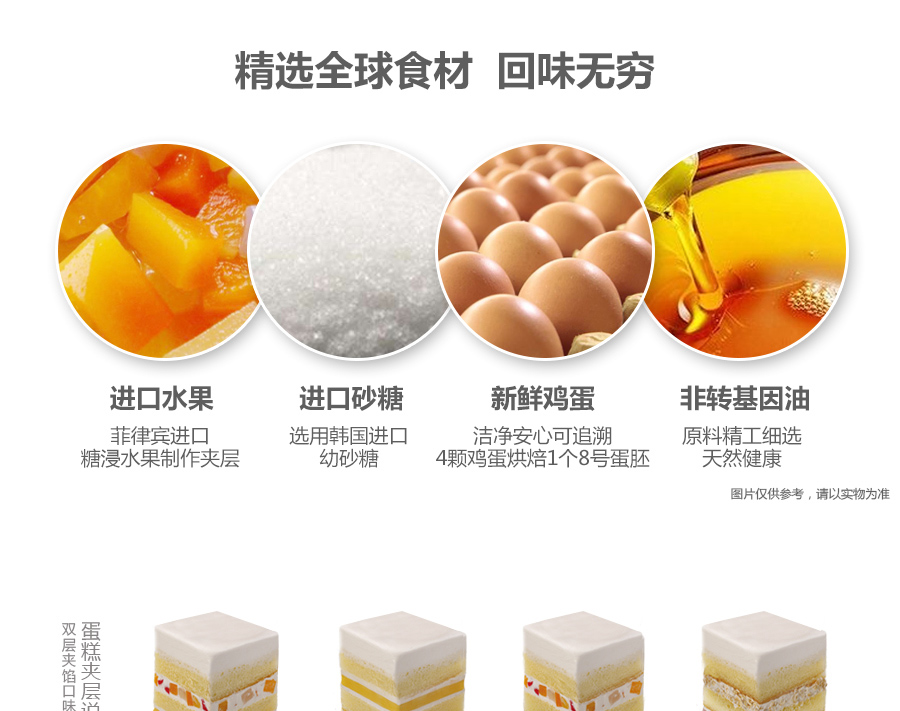 精选全球食材 回味无穷
进口水果
菲律宾进口
糖浸水果制作夹层
进口砂糖
选用韩国进口
幼砂糖
新鲜鸡蛋
洁净安心可追溯
4颗鸡蛋烘焙1个8号蛋胚
非转基因油
原料精工细选
天然健康
图片仅供参考，请以实物为准
蛋糕夹层说
双层夹馅口味